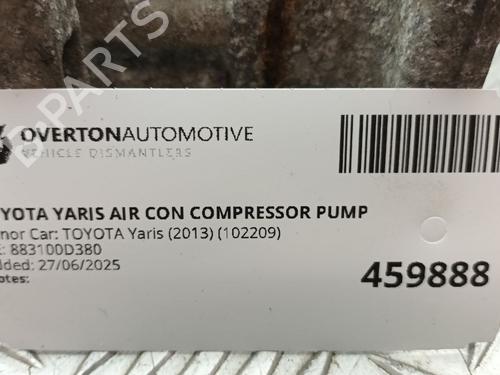 B-PARTS
OVERTONAUTOMOTIVE
VEHICLE DISMANTLERS
YOTA YARIS AIR CON COMPRESSOR PUMP
nor Car: TOYOTA Yaris (2013) (102209)
E: 883100D380
ded: 27/06/2025
otes:
459888